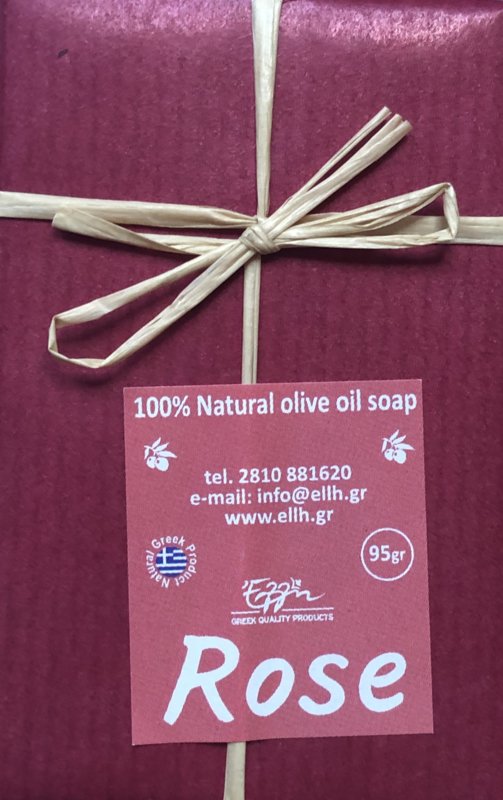 100% Natural olive oil soap
tel. 2810 881620
e-mail: info@ellh.gr
www.ellh.gr
Greek Product Natural
95gr
Έλλη
GREEK QUALITY PRODUCTS
Rose